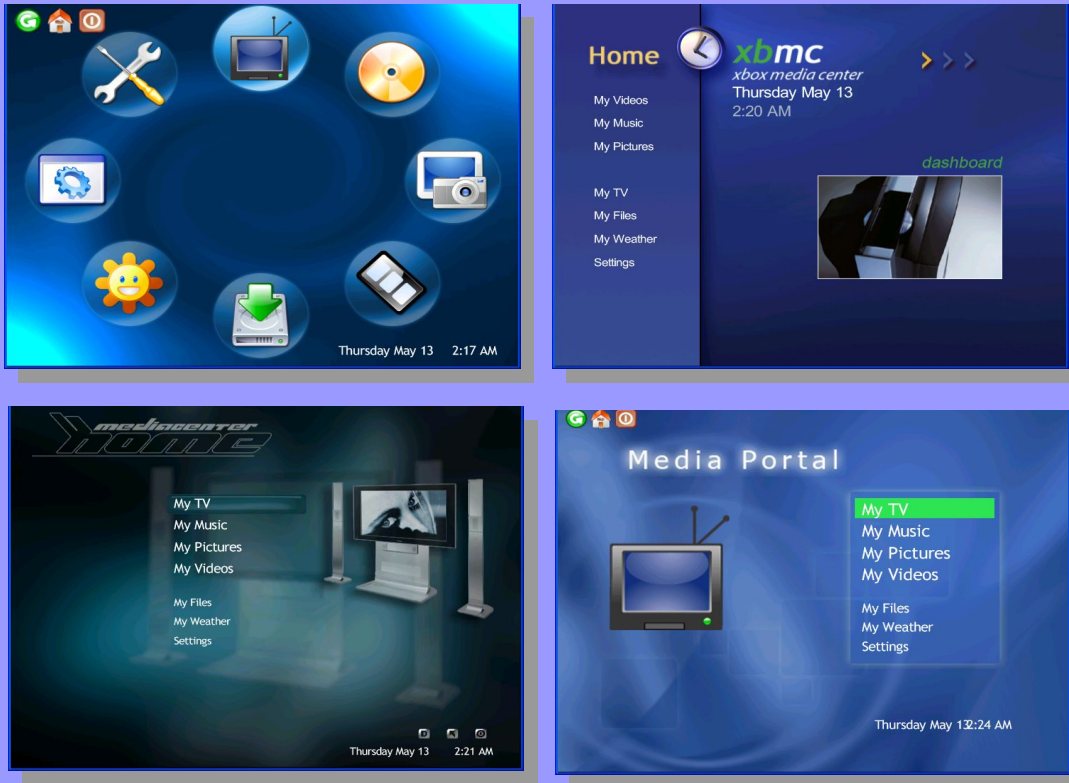 Thursday May 13 2:17 AM
Home
xbmc
xbox media center
Thursday May 13
2:20 AM
My Videos
My Music
My Pictures
My TV
My Files
My Weather
Settings
dashboard
mediacenter
home
My TV
My Music
My Pictures
My Videos
My Files
My Weather
Settings
Thursday May 13 2:21 AM
Media Portal
My TV
My Music
My Pictures
My Videos
My Files
My Weather
Settings
Thursday May 13 2:24 AM